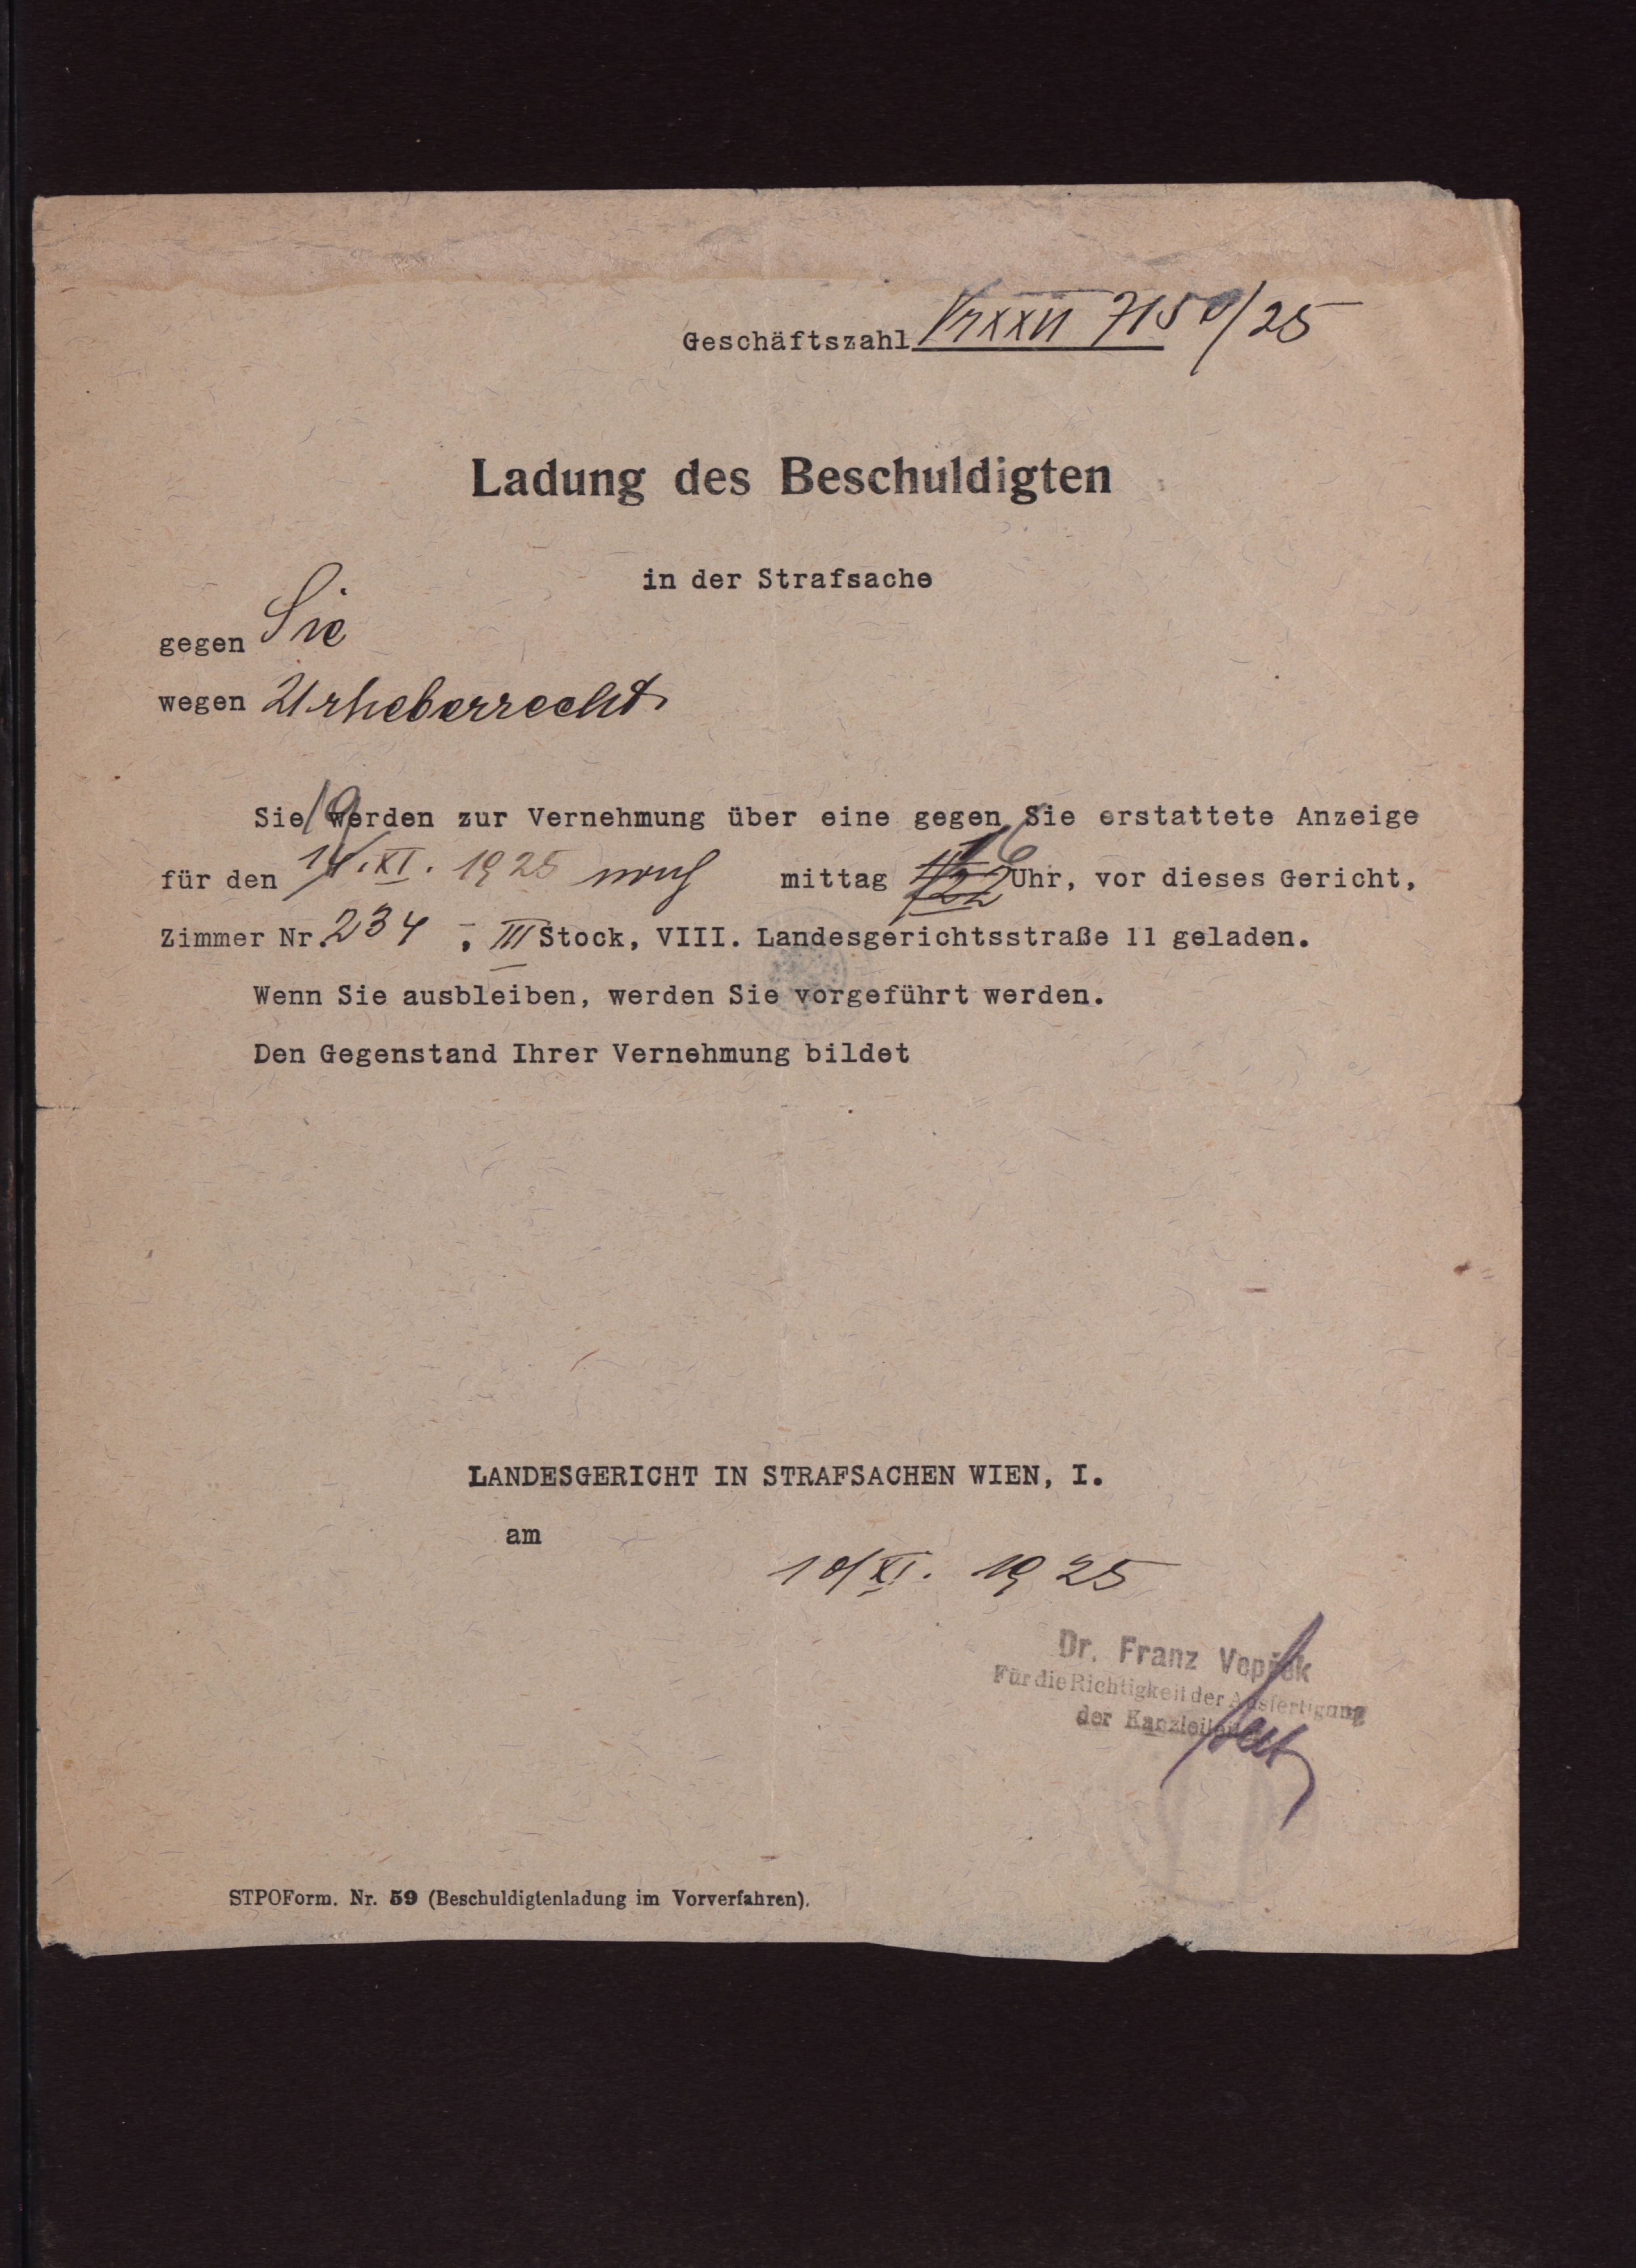 Geschäftszahl Vr XXVI 7150/25
Ladung des Beschuldigten
in der Strafsache
gegen Sie
wegen Urheberrecht
19
Sie werden zur Vernehmung über eine gegen Sie erstattete Anzeige
für den 14. XI. 1925 nach mittag Uhr, vor dieses Gericht,
Zimmer Nr. 234, III Stock, VIII. Landesgerichtsstraße 11 geladen.
Wenn Sie ausbleiben, werden Sie vorgeführt werden.
Den Gegenstand Ihrer Vernehmung bildet
LANDESGERICHT IN STRAFSACHEN WIEN, I.
am
10/XI. 1925
Dr. Franz Vepřek
Für die Richtigkeit der Ausfertigung
der Kanzleileiter
STPOForm. Nr. 59 (Beschuldigtenladung im Vorverfahren).